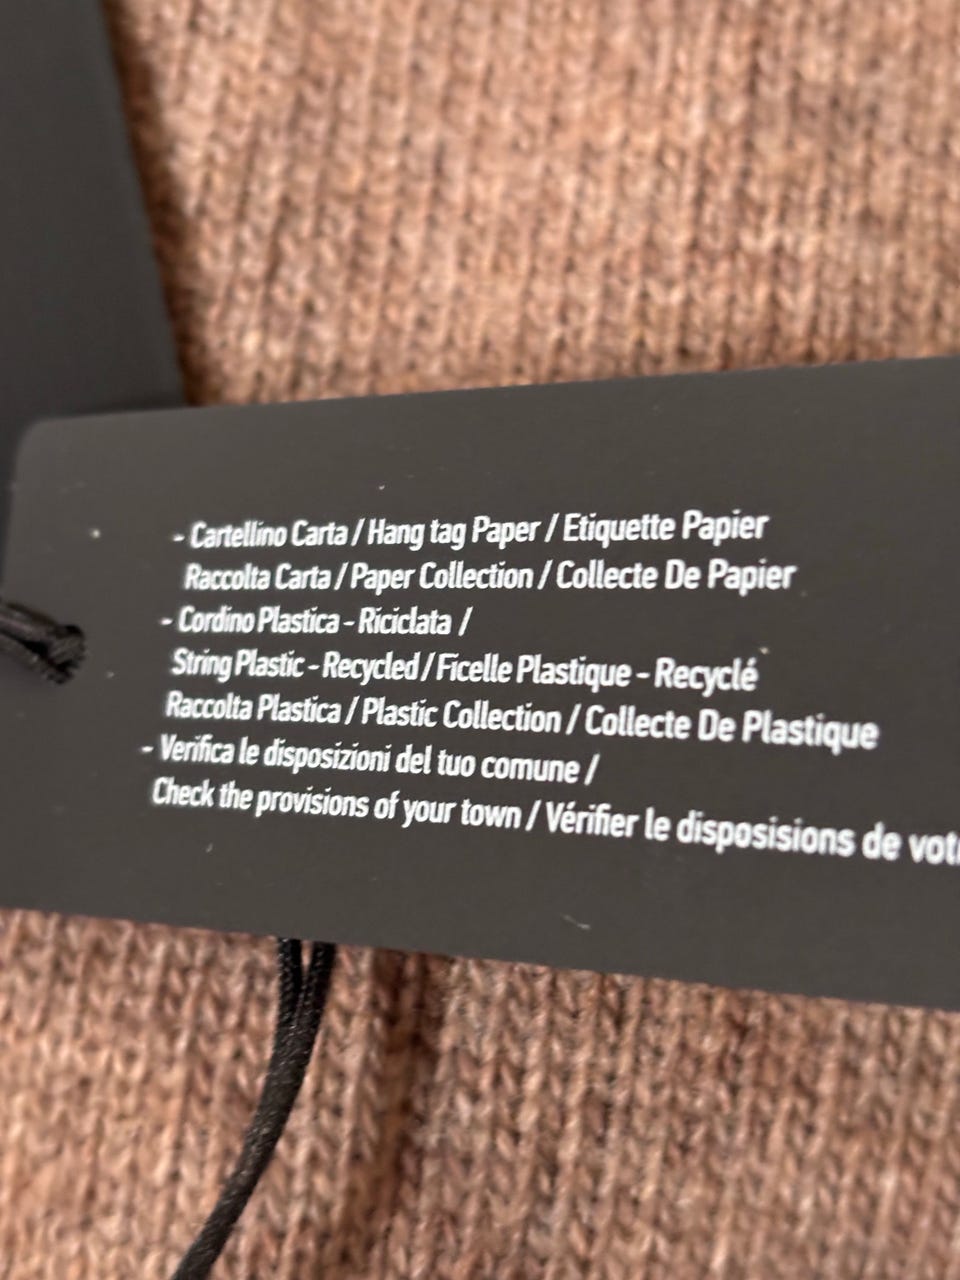 - Cartellino Carta / Hang tag Paper / Etiquette Papier
Raccolta Carta / Paper Collection / Collecte De Papier
- Cordino Plastica - Riciclata /
String Plastic - Recycled / Ficelle Plastique - Recyclé
Raccolta Plastica / Plastic Collection / Collecte De Plastique
- Verifica le disposizioni del tuo comune /
Check the provisions of your town / Vérifier le disposisions de